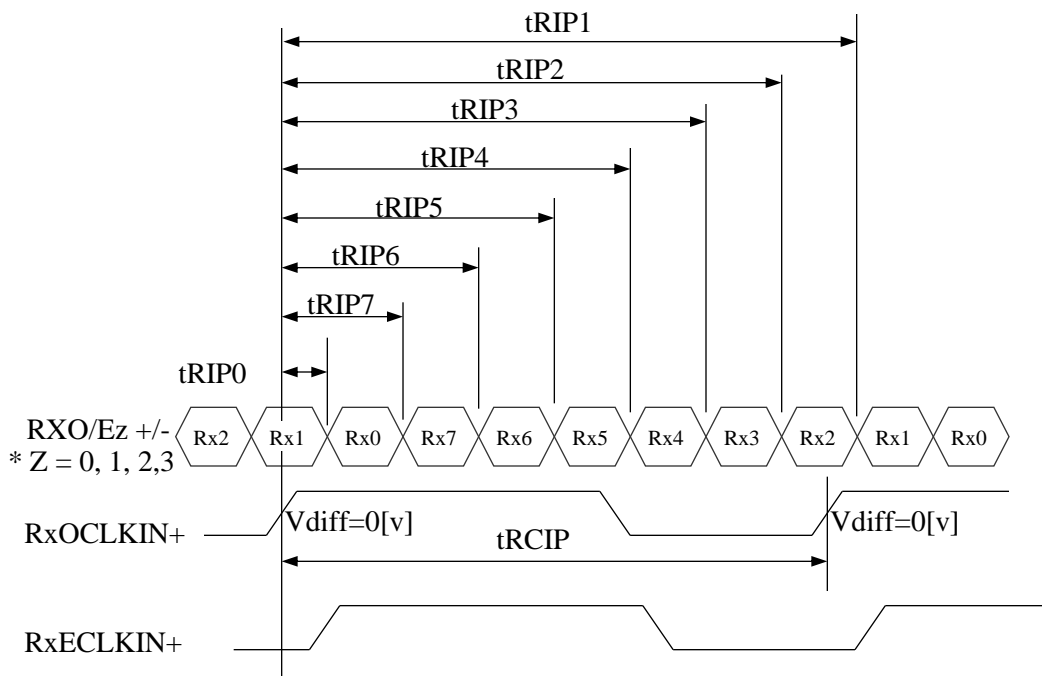 tRIP1
tRIP2
tRIP3
tRIP4
tRIP5
tRIP6
tRIP7
tRIP0
RXO/Ez +/- Rx2 Rx1 Rx0 Rx7 Rx6 Rx5 Rx4 Rx3 Rx2 Rx1 Rx0
* Z = 0, 1, 2,3
RxOCLKIN+ Vdiff=0[v] Vdiff=0[v]
tRCIP
RxECLKIN+